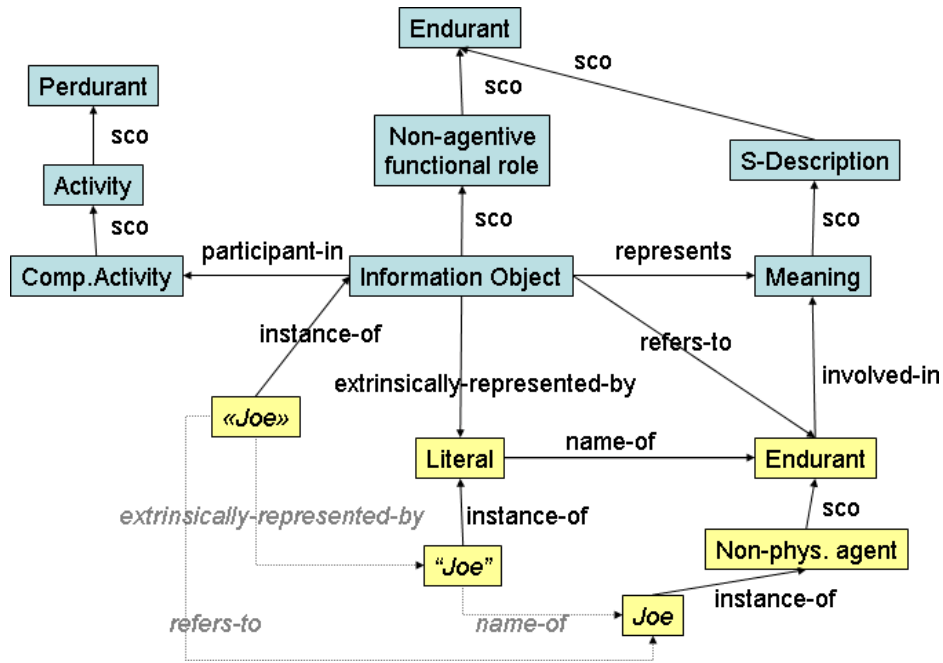 Endurant
sco
sco
Perdurant
sco
Non-agentive
functional role
S-Description
Activity
sco
sco
sco
participant-in
represents
Comp.Activity
Information Object
Meaning
instance-of
refers-to
extrinsically-represented-by
involved-in
«Joe»
name-of
Literal
Endurant
extrinsically-represented-by
instance-of
sco
Non-phys. agent
“Joe”
instance-of
Joe
refers-to
name-of